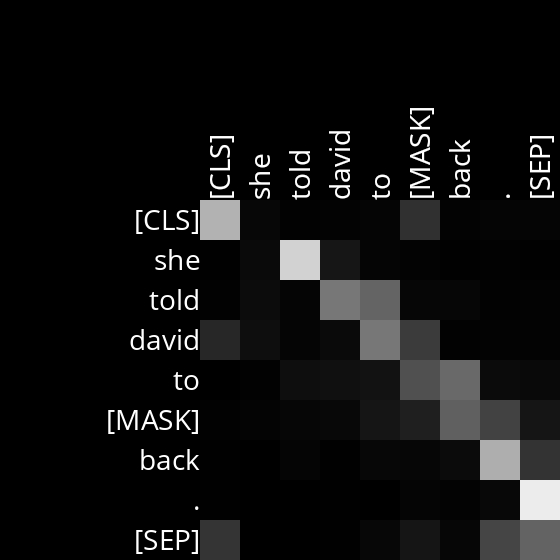 [CLS] she told david to [MASK] back . [SEP]
[CLS]
she
told
david
to
[MASK]
back
.
[SEP]